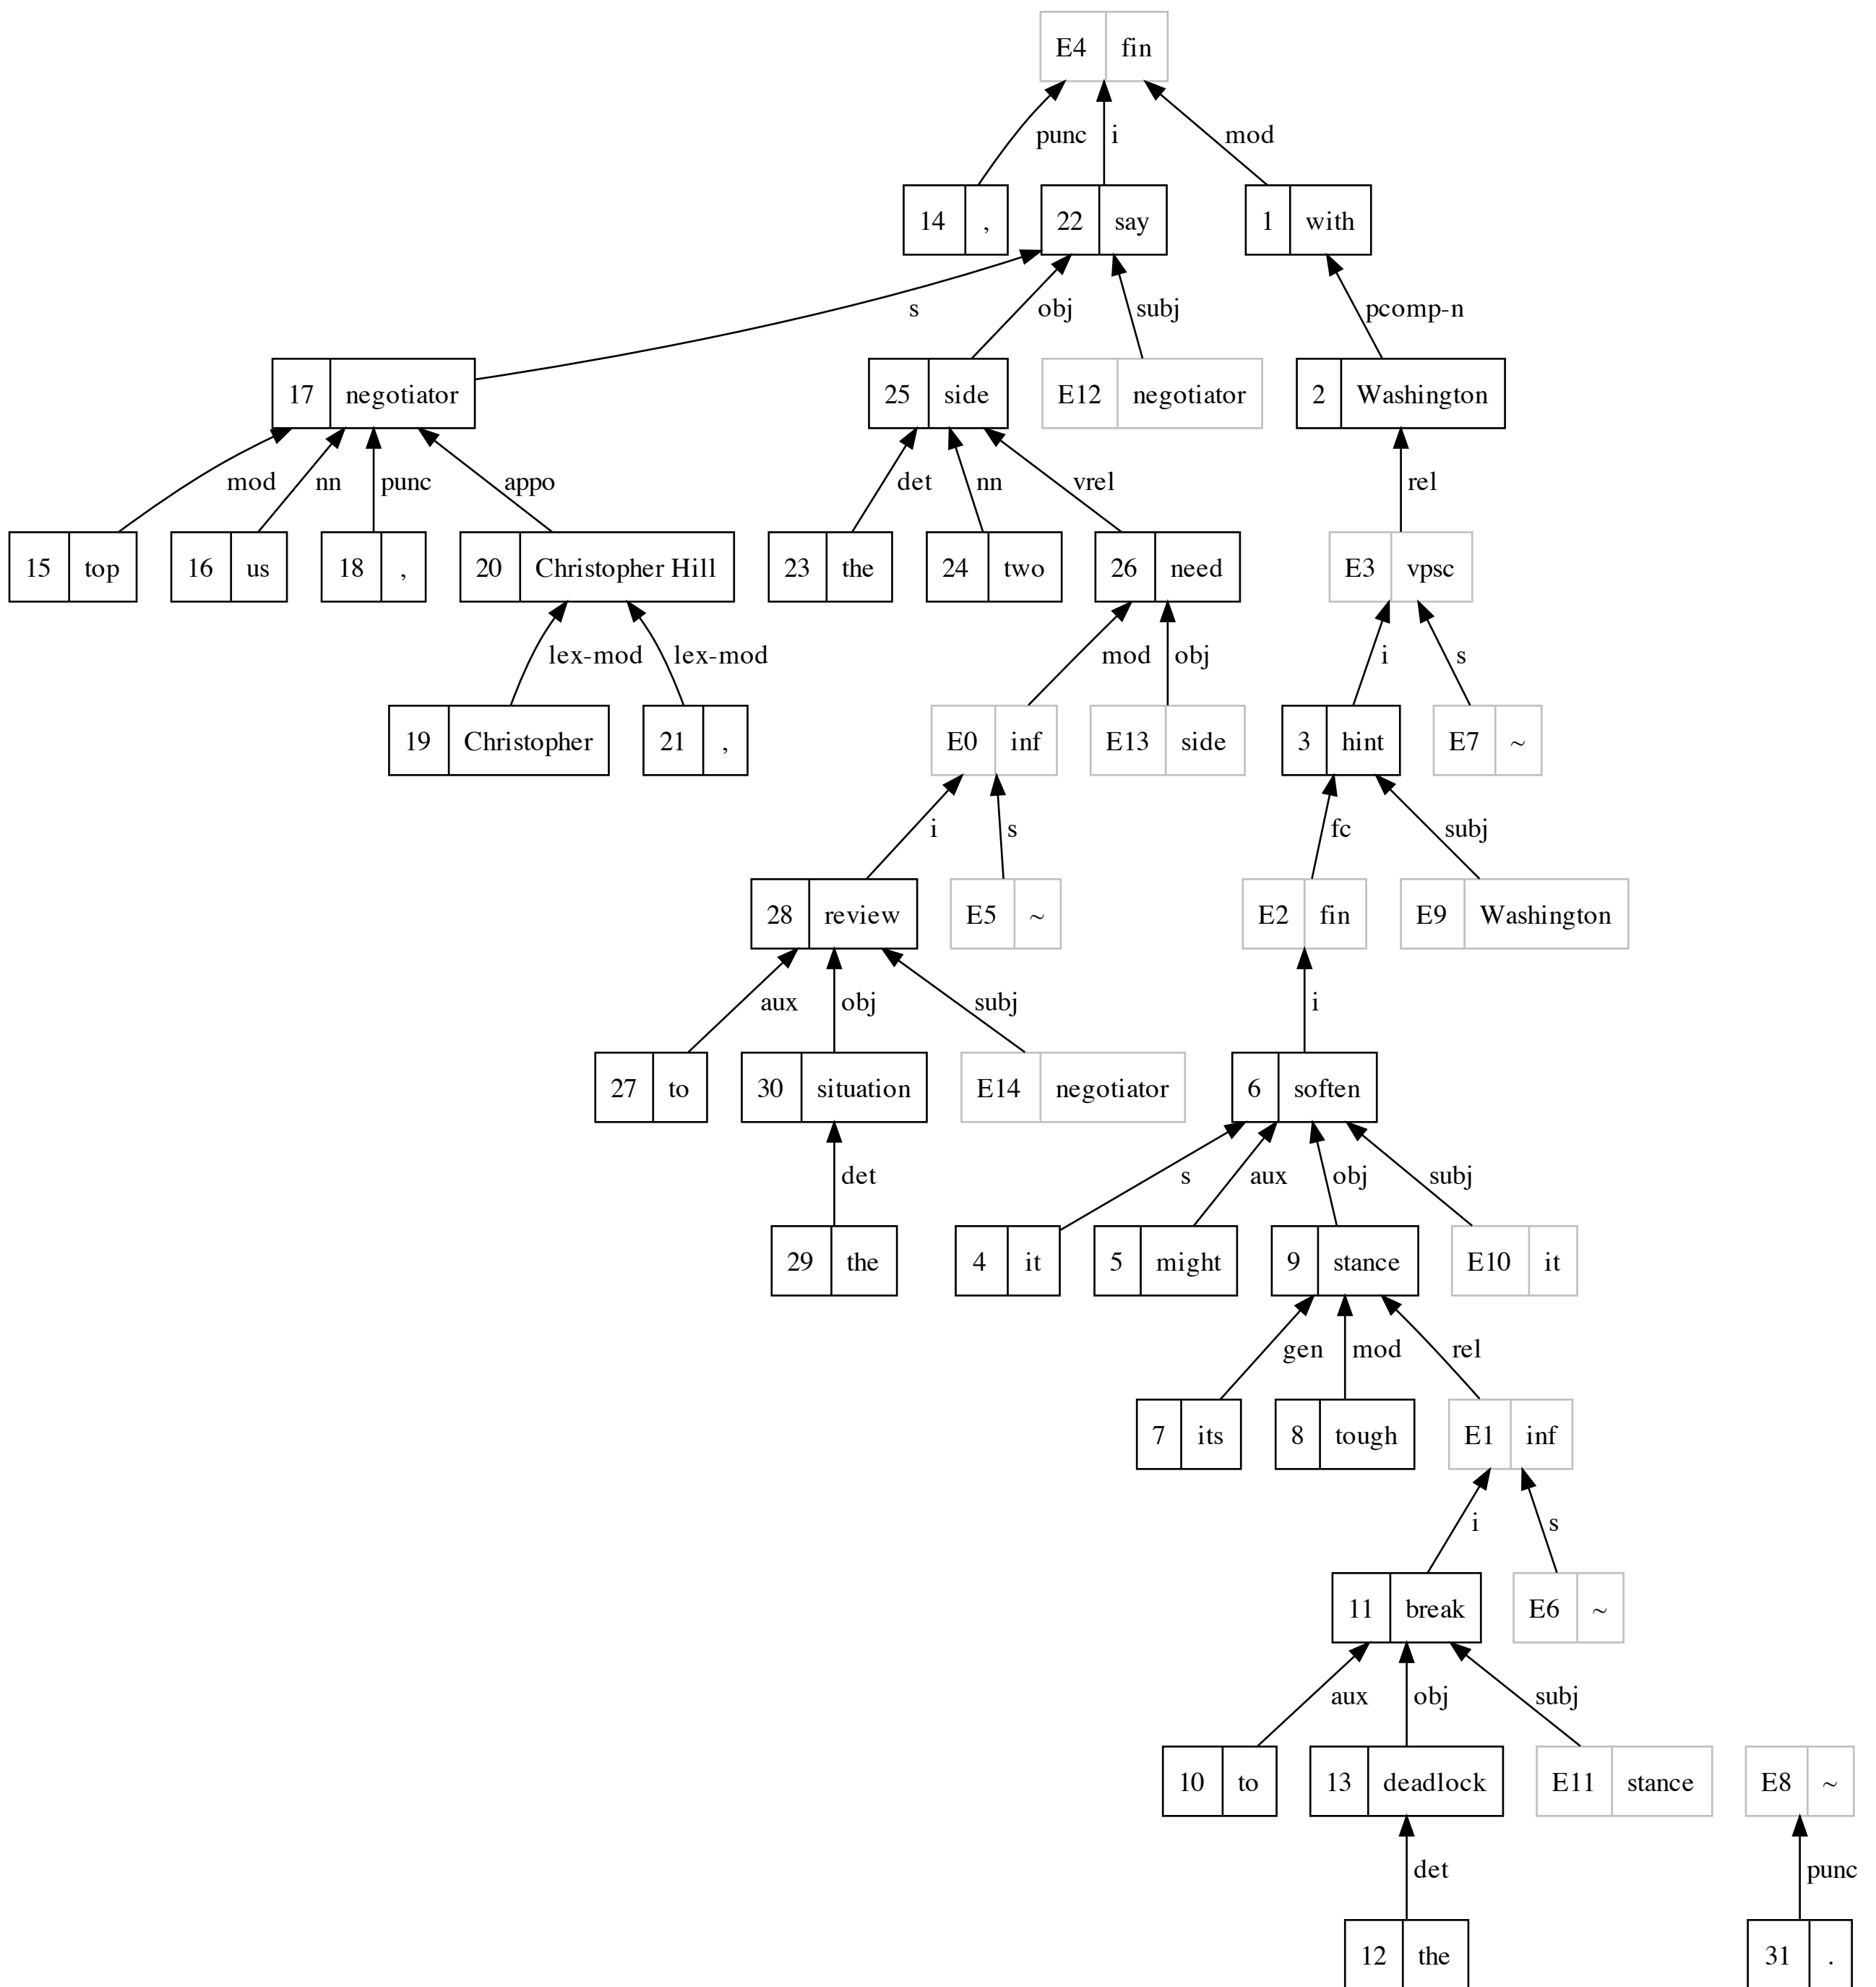 E4 fin
punc i mod
14 , 22 say 1 with
s obj subj pcomp-n
17 negotiator 25 side E12 negotiator 2 Washington
mod nn punc appo det nn vrel rel
15 top 16 us 18 , 20 Christopher Hill 23 the 24 two 26 need E3 vpsc
lex-mod lex-mod mod obj i s
19 Christopher 21 , E0 inf E13 side 3 hint E7 ~
i s fc subj
28 review E5 ~ E2 fin E9 Washington
aux obj subj i
27 to 30 situation E14 negotiator 6 soften
det s aux obj subj
29 the 4 it 5 might 9 stance E10 it
gen mod rel
7 its 8 tough E1 inf
i s
11 break E6 ~
aux obj subj
10 to 13 deadlock E11 stance E8 ~
det punc
12 the 31 .